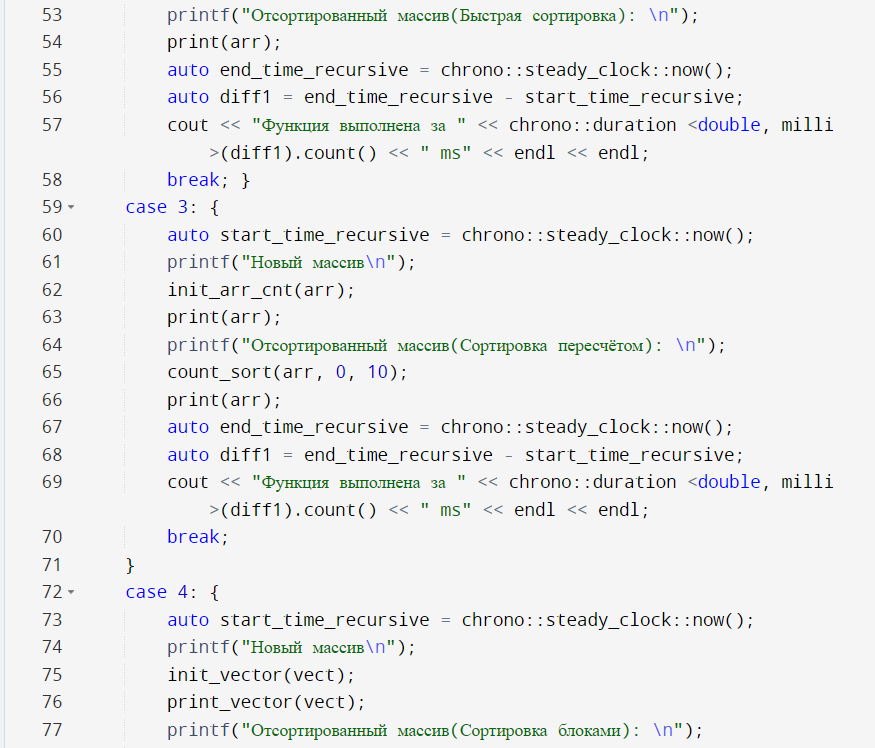 53 printf("Отсортированный массив(Быстрая сортировка): \n");
54 print(arr);
55 auto end_time_recursive = chrono::steady_clock::now();
56 auto diff1 = end_time_recursive - start_time_recursive;
57 cout << "Функция выполнена за " << chrono::duration <double, milli
>(diff1).count() << " ms" << endl << endl;
58 break; }
59 case 3: {
60 auto start_time_recursive = chrono::steady_clock::now();
61 printf("Новый массив\n");
62 init_arr_cnt(arr);
63 print(arr);
64 printf("Отсортированный массив(Сортировка пересчётом): \n");
65 count_sort(arr, 0, 10);
66 print(arr);
67 auto end_time_recursive = chrono::steady_clock::now();
68 auto diff1 = end_time_recursive - start_time_recursive;
69 cout << "Функция выполнена за " << chrono::duration <double, milli
>(diff1).count() << " ms" << endl << endl;
70 break;
71 }
72 case 4: {
73 auto start_time_recursive = chrono::steady_clock::now();
74 printf("Новый массив\n");
75 init_vector(vect);
76 print_vector(vect);
77 printf("Отсортированный массив(Сортировка блоками): \n");